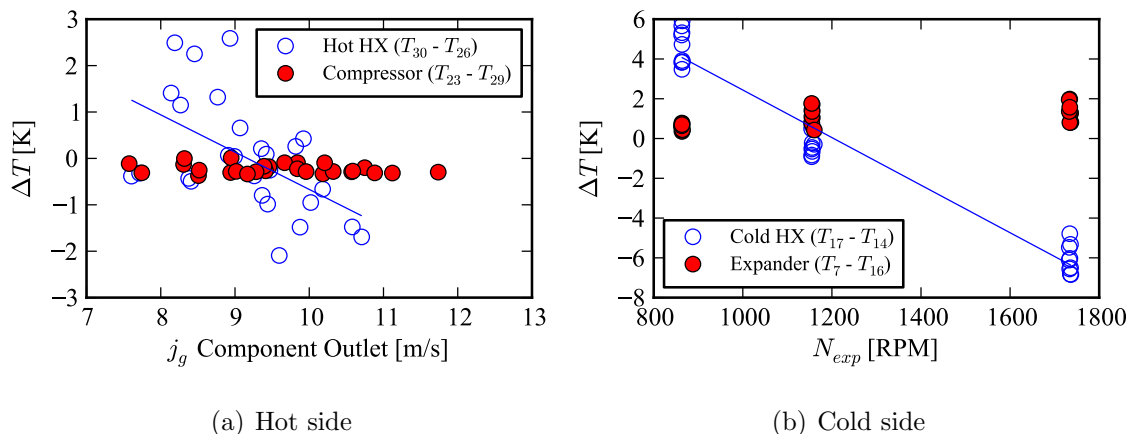 3
2
1
0
−1
−2
−3
ΔT [K]
Hot HX (T30 - T26)
Compressor (T23 - T29)
7 8 9 10 11 12 13
jg Component Outlet [m/s]
(a) Hot side
6
4
2
0
−2
−4
−6
−8
ΔT [K]
Cold HX (T17 - T14)
Expander (T7 - T16)
800 1000 1200 1400 1600 1800
Nexp [RPM]
(b) Cold side